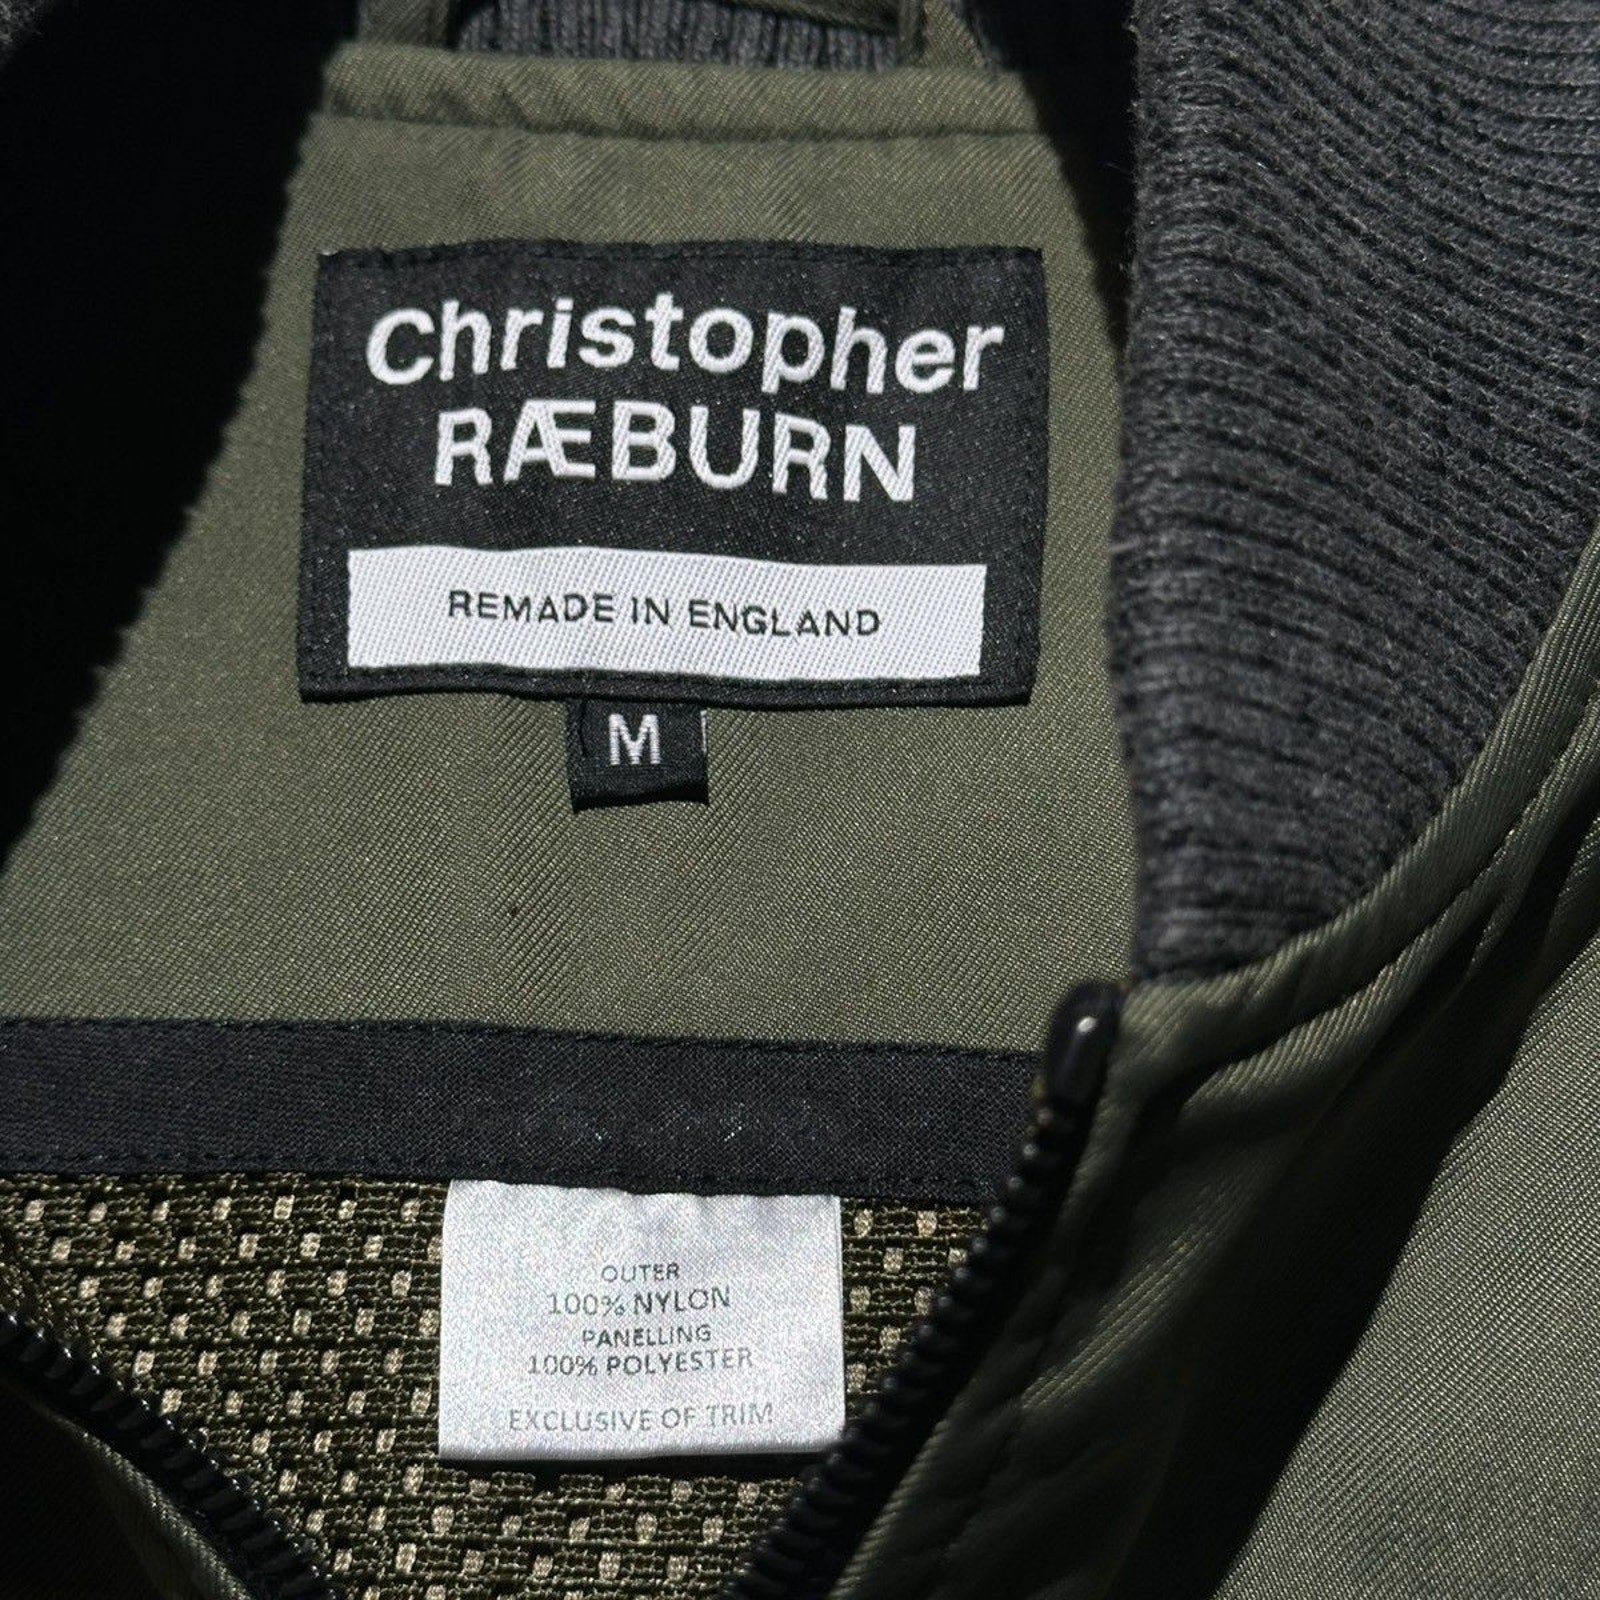 Christopher
RÆBURN
REMADE IN ENGLAND
M
OUTER
100% NYLON
PANELLING
100% POLYESTER
EXCLUSIVE OF TRIM